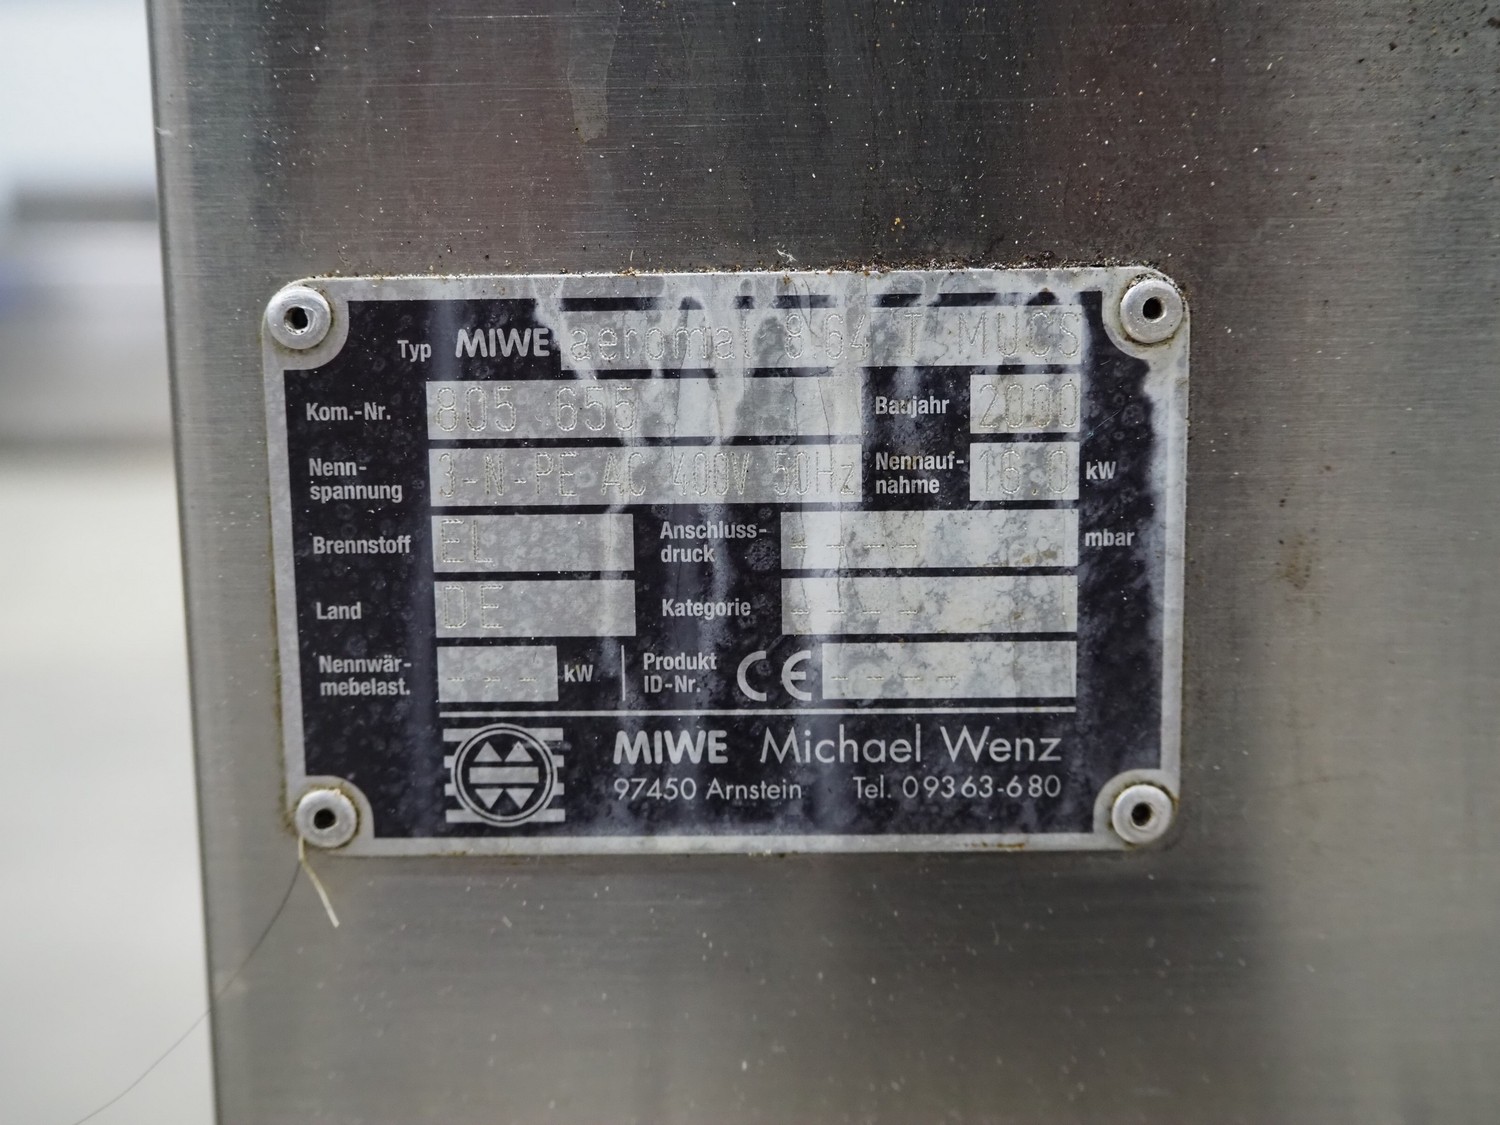 Typ MIWE aeromat 8.64 T MUCS
Kom.-Nr. 805 655 Baujahr 2000
Nenn-
spannung 3-N-PE AC 400V 50Hz Nennauf-
nahme 16.0 kW
Brennstoff EL Anschluss-
druck ---- mbar
Land DE Kategorie ----
Nennwär-
mebelast. --- kW Produkt
ID-Nr. CE ----
MIWE Michael Wenz
97450 Arnstein Tel. 09363-680